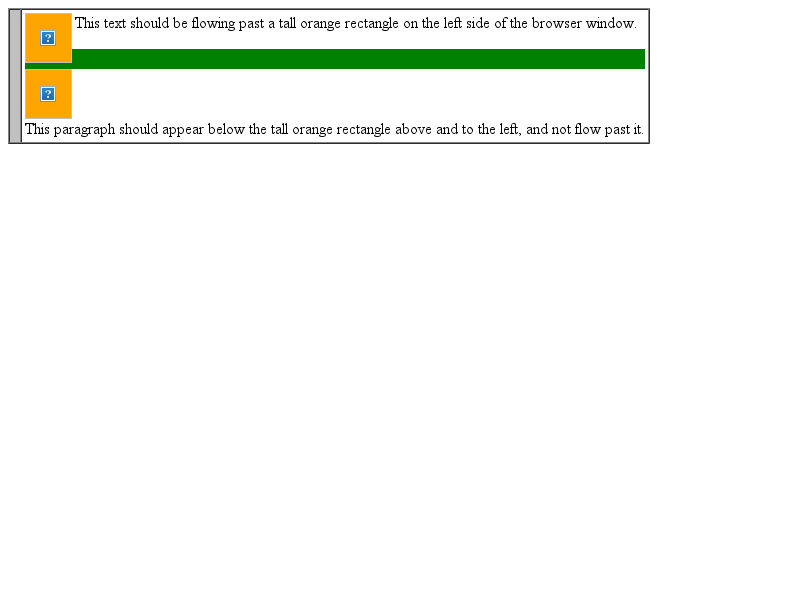 This text should be flowing past a tall orange rectangle on the left side of the browser window.
This paragraph should appear below the tall orange rectangle above and to the left, and not flow past it.